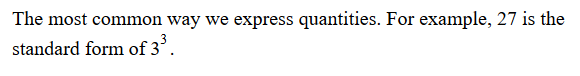 The most common way we express quantities. For example, 27 is the
standard form of 3³.